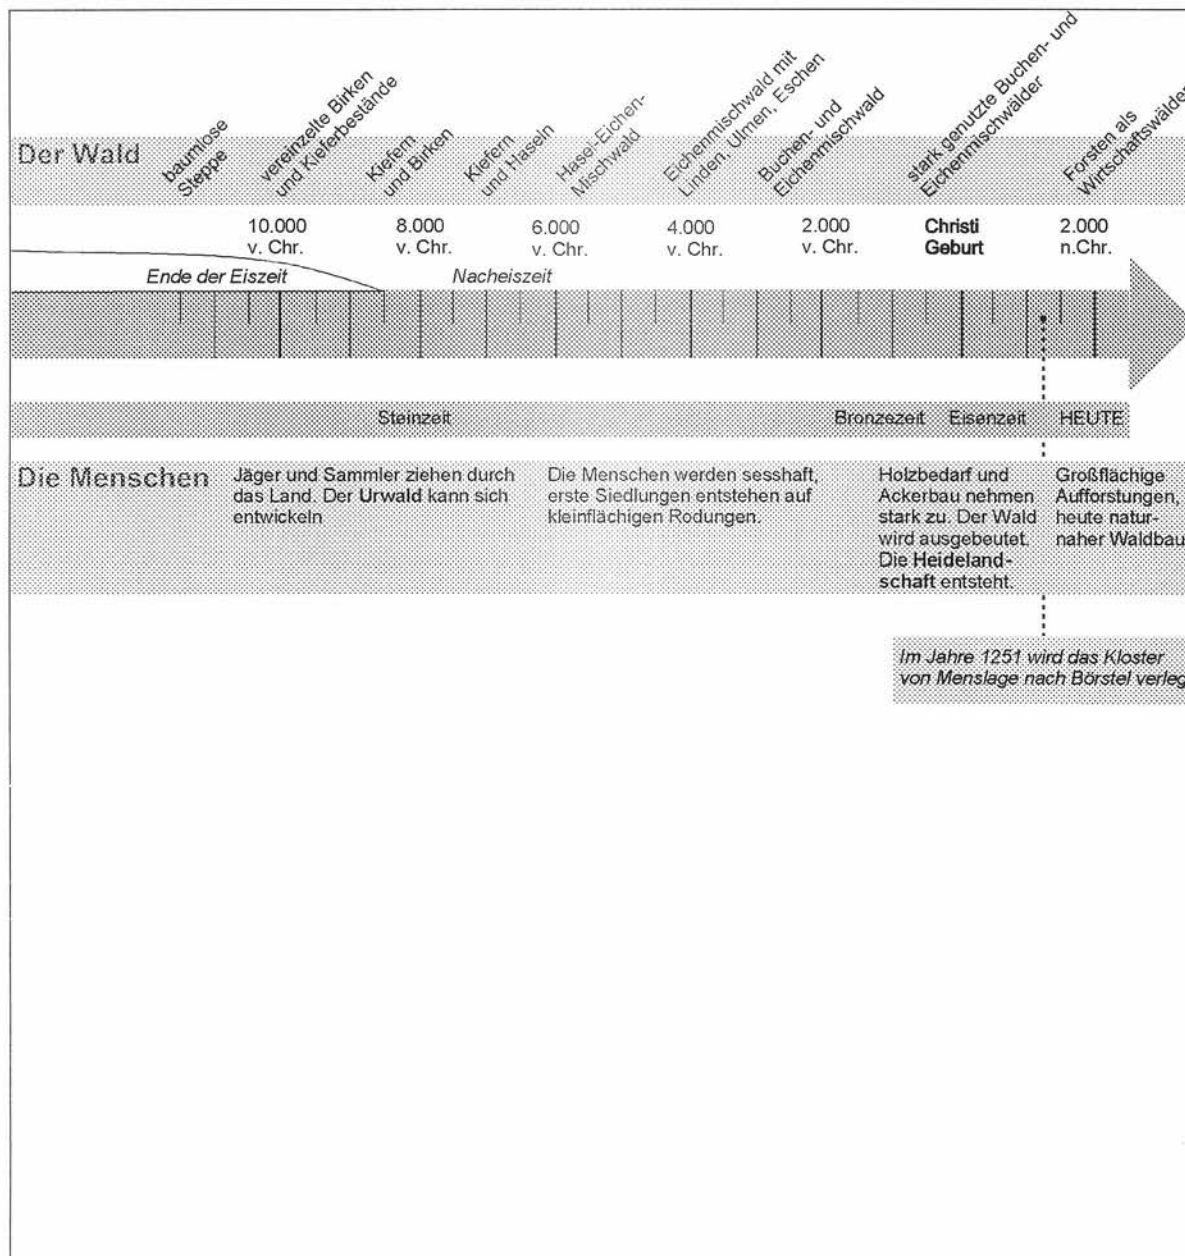 Der Wald
baumlose
Steppe
vereinzelte Birken
und Kieferbestände
Kiefern
und Birken
Kiefern
und Haseln
Hasel-Eichen-
Mischwald
Eichenmischwald mit
Linden, Ulmen, Eschen
Buchen- und
Eichenmischwald
stark genutzte Buchen- und
Eichenmischwälder
Forsten als
Wirtschaftswälder
10.000
v. Chr.
8.000
v. Chr.
6.000
v. Chr.
4.000
v. Chr.
2.000
v. Chr.
Christi
Geburt
2.000
n.Chr.
Ende der Eiszeit
Nacheiszeit
Steinzeit
Bronzezeit
Eisenzeit
HEUTE
Die Menschen
Jäger und Sammler ziehen durch
das Land. Der Urwald kann sich
entwickeln
Die Menschen werden sesshaft,
erste Siedlungen entstehen auf
kleinflächigen Rodungen.
Holzbedarf und
Ackerbau nehmen
stark zu. Der Wald
wird ausgebeutet.
Die Heideland-
schaft entsteht.
Großflächige
Aufforstungen,
heute natur-
naher Waldbau
Im Jahre 1251 wird das Kloster
von Menslage nach Börstel verleg